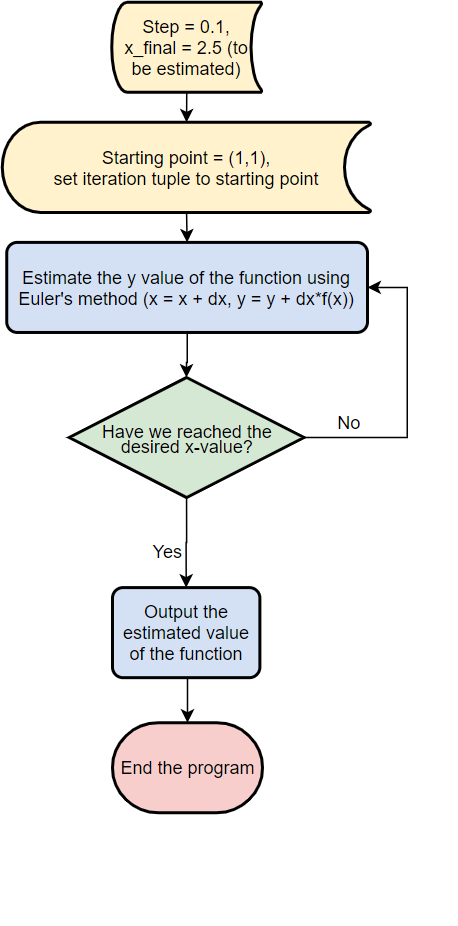 Step = 0.1,
x_final = 2.5 (to
be estimated)
Starting point = (1,1),
set iteration tuple to starting point
Estimate the y value of the function using
Euler's method (x = x + dx, y = y + dx*f(x))
Have we reached the
desired x-value?
No
Yes
Output the
estimated value
of the function
End the program